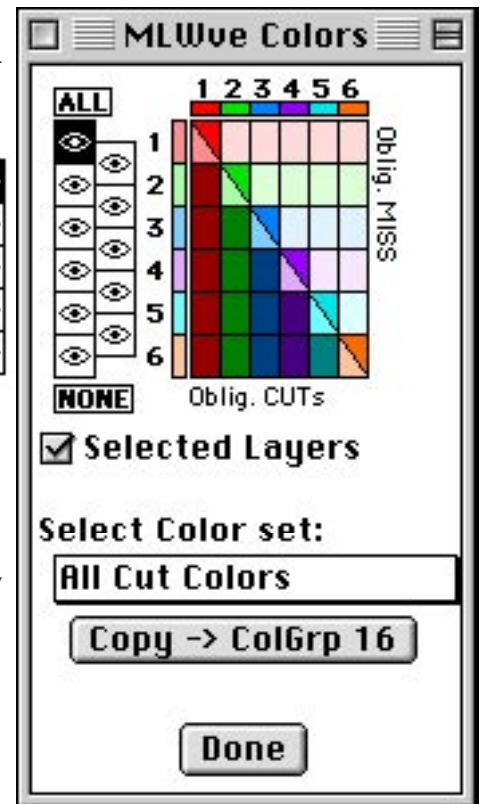 MLWve Colors
ALL
1 2 3 4 5 6
1
2
3
4
5
6
Oblig. MISS
NONE
Oblig. CUTs
Selected Layers
Select Color set:
All Cut Colors
Copy -> ColGrp 16
Done